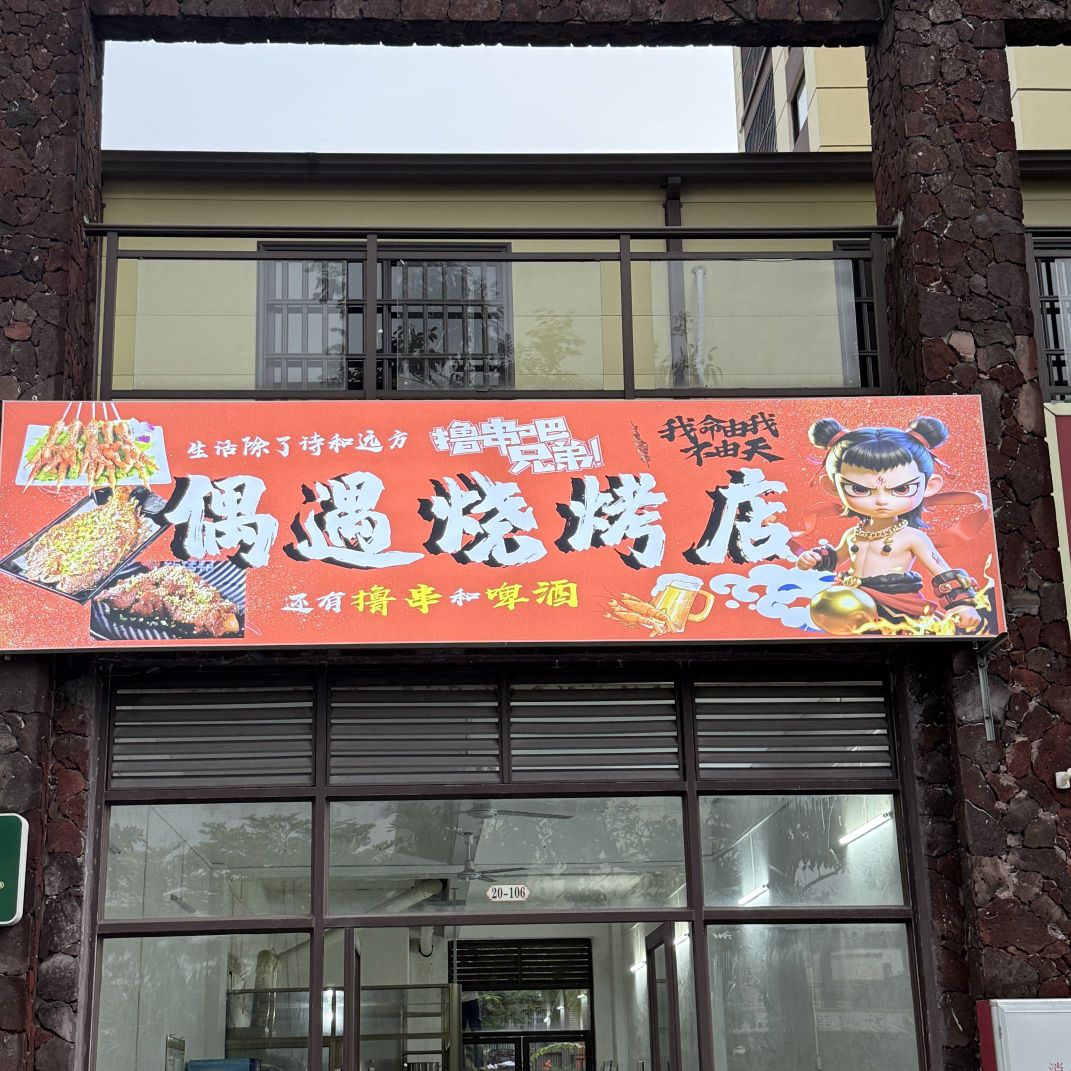 生活除了诗和远方
撸串吧
兄弟!
我命由我
不由天
偶遇烧烤店
还有撸串和啤酒
20-106
消